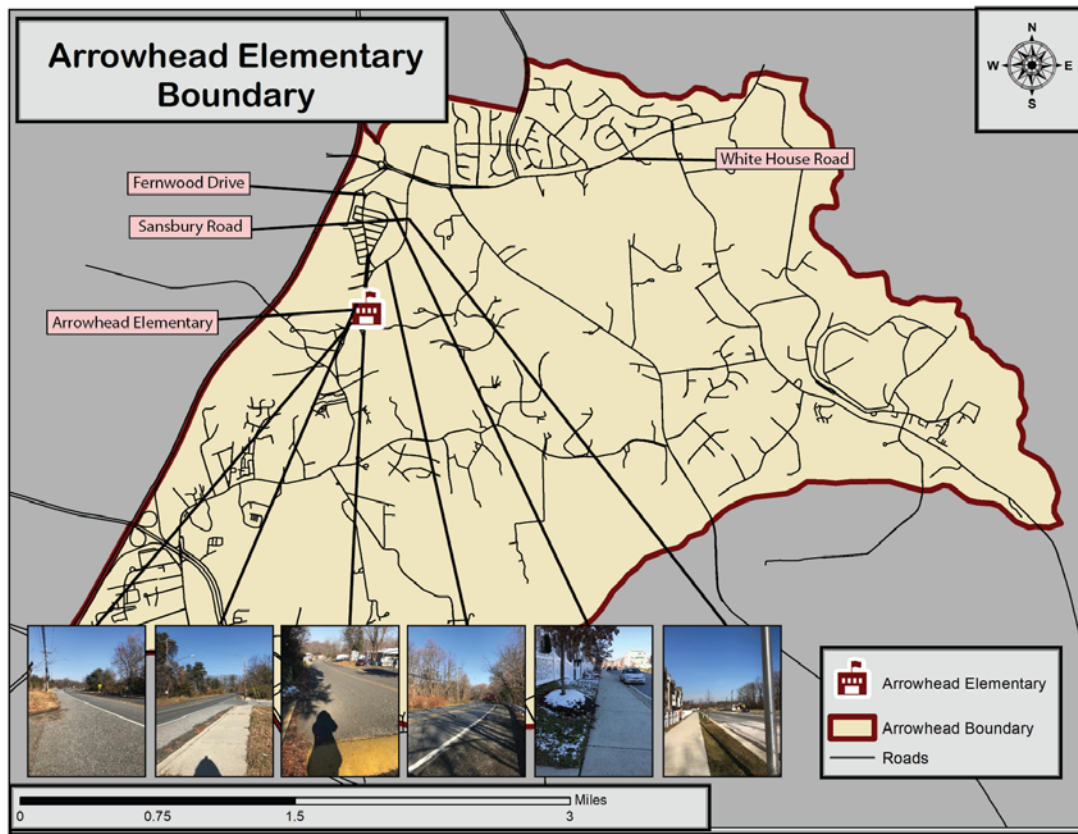 Arrowhead Elementary
Boundary
N
W
E
S
White House Road
Fernwood Drive
Sansbury Road
Arrowhead Elementary
Arrowhead Elementary
Arrowhead Boundary
Roads
Miles
0
0.75
1.5
3